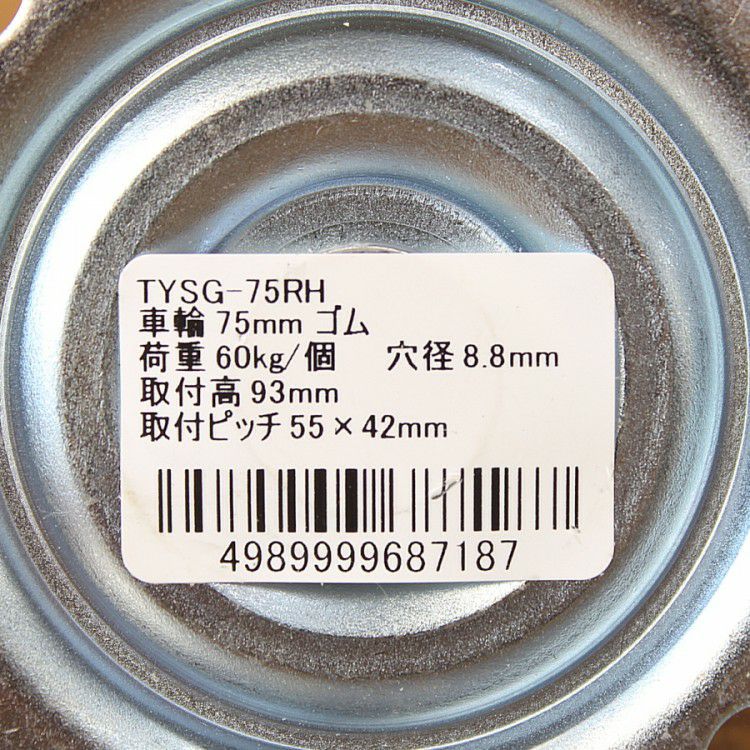 TYSG-75RH
車輪 75mm ゴム
荷重 60kg/個 穴径 8.8mm
取付高 93mm
取付ピッチ 55×42mm
4989999687187